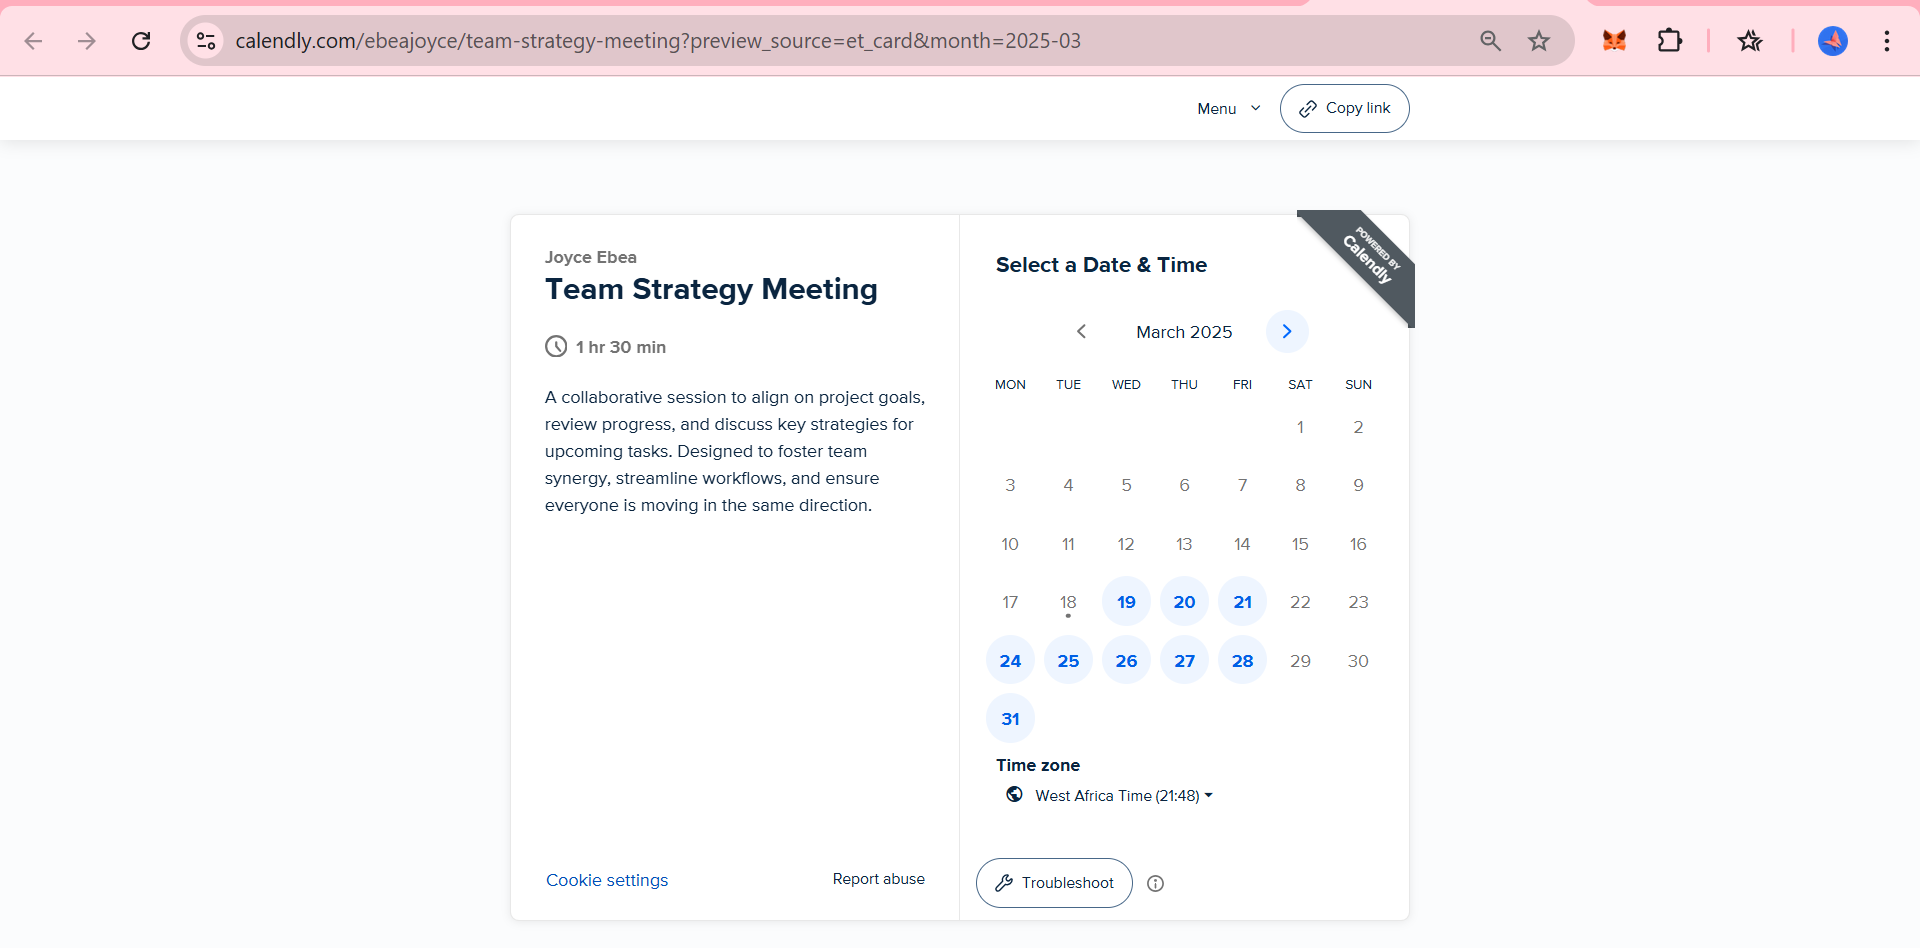 calendly.com/ebeajoyce/team-strategy-meeting?preview_source=et_card&month=2025-03
Menu
Copy link
Joyce Ebea
Team Strategy Meeting
1 hr 30 min
A collaborative session to align on project goals,
review progress, and discuss key strategies for
upcoming tasks. Designed to foster team
synergy, streamline workflows, and ensure
everyone is moving in the same direction.
Cookie settings
Report abuse
Select a Date & Time
POWERED BY
Calendly
March 2025
MON TUE WED THU FRI SAT SUN
1 2
3 4 5 6 7 8 9
10 11 12 13 14 15 16
17 18 19 20 21 22 23
24 25 26 27 28 29 30
31
Time zone
West Africa Time (21:48)
Troubleshoot